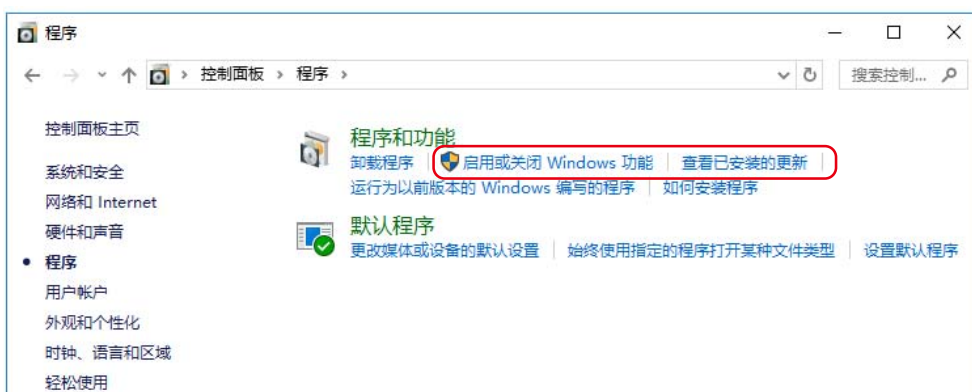 程序
控制面板 › 程序 ›
搜索控制...
控制面板主页
系统和安全
网络和 Internet
硬件和声音
程序
用户帐户
外观和个性化
时钟、语言和区域
轻松使用
程序和功能
卸载程序 启用或关闭 Windows 功能 查看已安装的更新
运行为以前版本的 Windows 编写的程序 如何安装程序
默认程序
更改媒体或设备的默认设置 始终使用指定的程序打开某种文件类型 设置默认程序